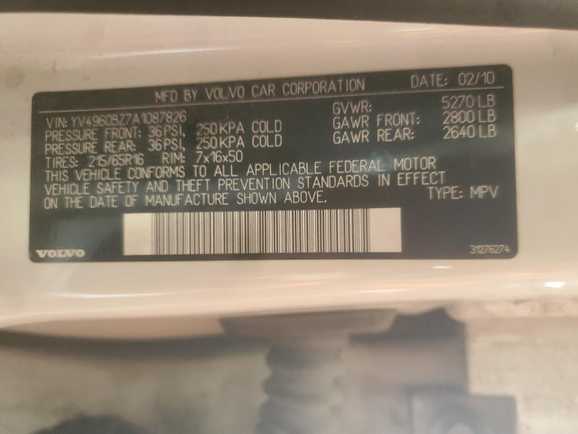 MFD BY VOLVO CAR CORPORATION DATE: 02/10
VIN: YV4960BZ7A1087826 GVWR: 5270 LB
PRESSURE FRONT: 36 PSI, 250 KPA COLD GAWR FRONT: 2800 LB
PRESSURE REAR: 36 PSI, 250 KPA COLD GAWR REAR: 2640 LB
TIRES: 215/65R16 RIM: 7x16x50
THIS VEHICLE CONFORMS TO ALL APPLICABLE FEDERAL MOTOR
VEHICLE SAFETY AND THEFT PREVENTION STANDARDS IN EFFECT
ON THE DATE OF MANUFACTURE SHOWN ABOVE. TYPE: MPV
VOLVO 31276274